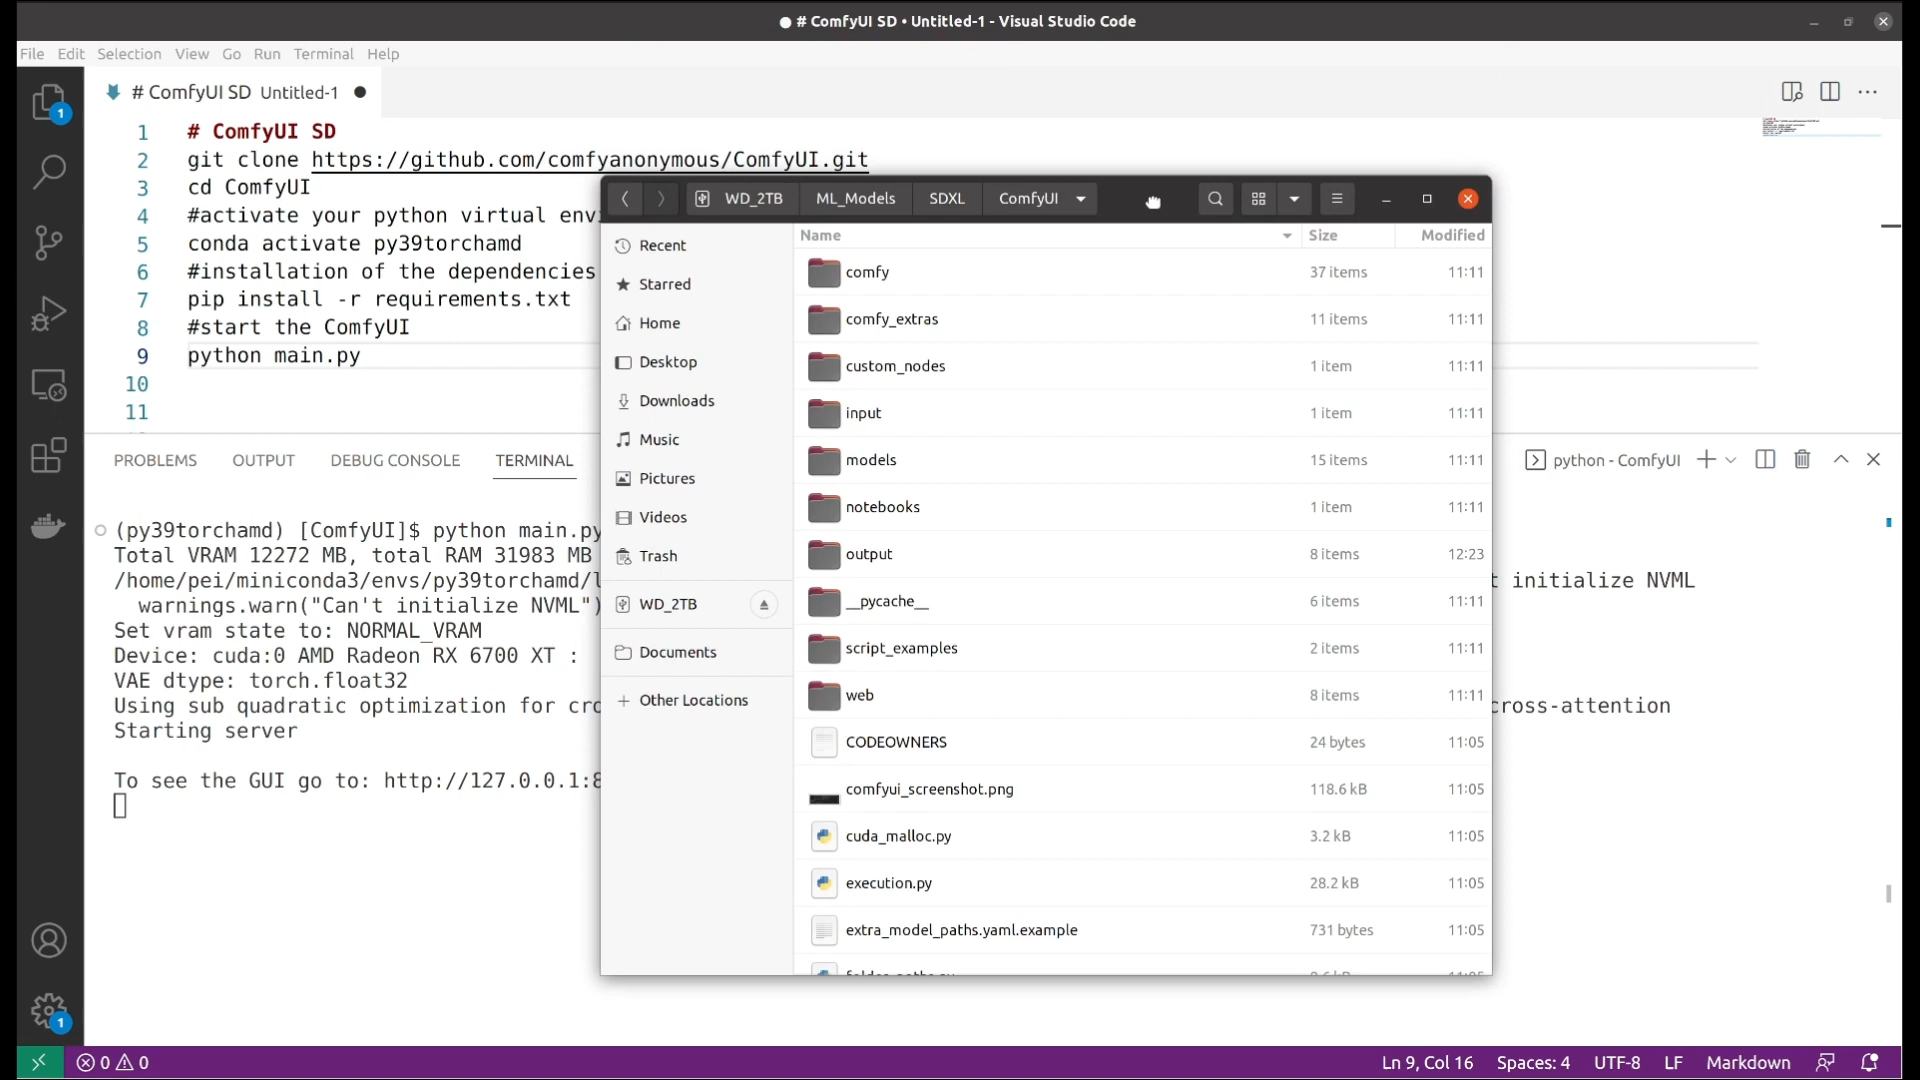 # ComfyUI SD • Untitled-1 - Visual Studio Code
File Edit Selection View Go Run Terminal Help
1
# ComfyUI SD Untitled-1
1 # ComfyUI SD
2 git clone https://github.com/comfyanonymous/ComfyUI.git
3 cd ComfyUI
4 #activate your python virtual env
5 conda activate py39torchamd
6 #installation of the dependencies
7 pip install -r requirements.txt
8 #start the ComfyUI
9 python main.py
10
11
PROBLEMS OUTPUT DEBUG CONSOLE TERMINAL
python - ComfyUI
(py39torchamd) [ComfyUI]$ python main.py
Total VRAM 12272 MB, total RAM 31983 MB
/home/pei/miniconda3/envs/py39torchamd/ t initialize NVML
warnings.warn("Can't initialize NVML")
Set vram state to: NORMAL_VRAM
Device: cuda:0 AMD Radeon RX 6700 XT :
VAE dtype: torch.float32
Using sub quadratic optimization for cro cross-attention
Starting server
To see the GUI go to: http://127.0.0.1:8
WD_2TB ML_Models SDXL ComfyUI
Recent
Starred
Home
Desktop
Downloads
Music
Pictures
Videos
Trash
WD_2TB
Documents
Other Locations
Name Size Modified
comfy 37 items 11:11
comfy_extras 11 items 11:11
custom_nodes 1 item 11:11
input 1 item 11:11
models 15 items 11:11
notebooks 1 item 11:11
output 8 items 12:23
__pycache__ 6 items 11:11
script_examples 2 items 11:11
web 8 items 11:11
CODEOWNERS 24 bytes 11:05
comfyui_screenshot.png 118.6 kB 11:05
cuda_malloc.py 3.2 kB 11:05
execution.py 28.2 kB 11:05
extra_model_paths.yaml.example 731 bytes 11:05
1
0 0
Ln 9, Col 16 Spaces: 4 UTF-8 LF Markdown